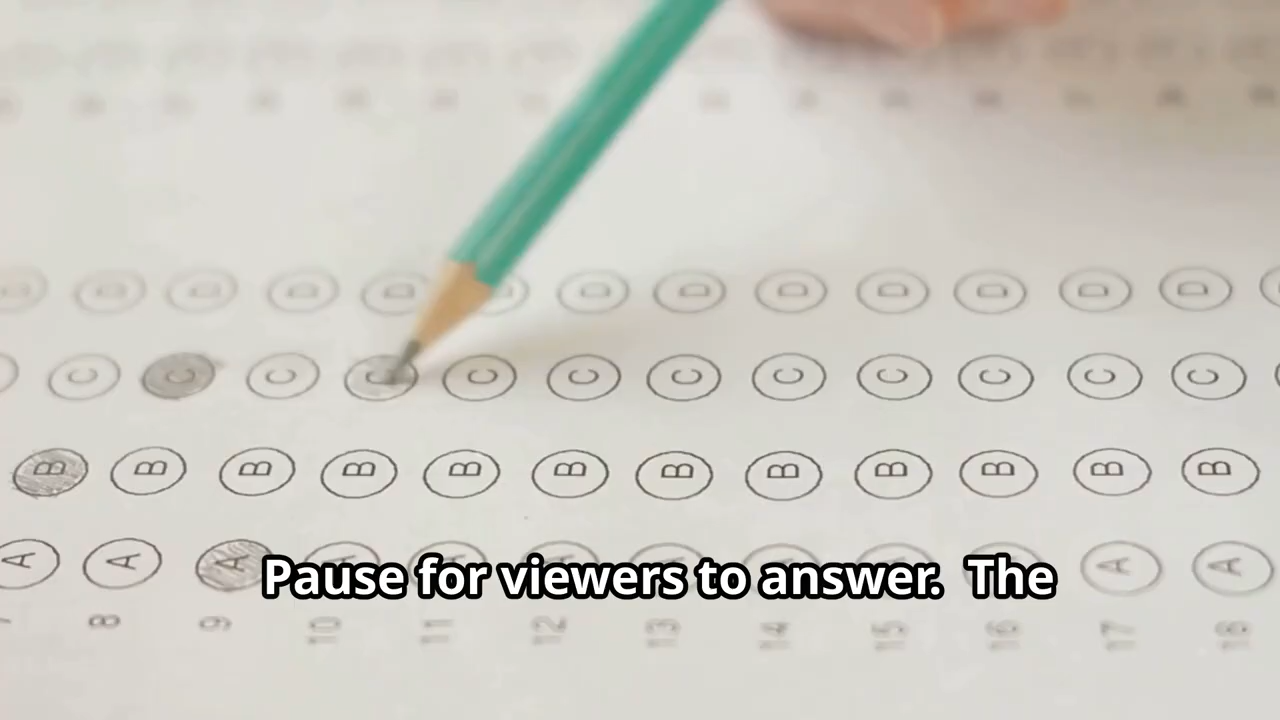 D D D D D D D D D D D
C C C C C C C C C C C C
B B B B B B B B B B B B
A A A A A A A A A A A A
Pause for viewers to answer.  The
8 9 10 11 12 13 14 15 16 17 18